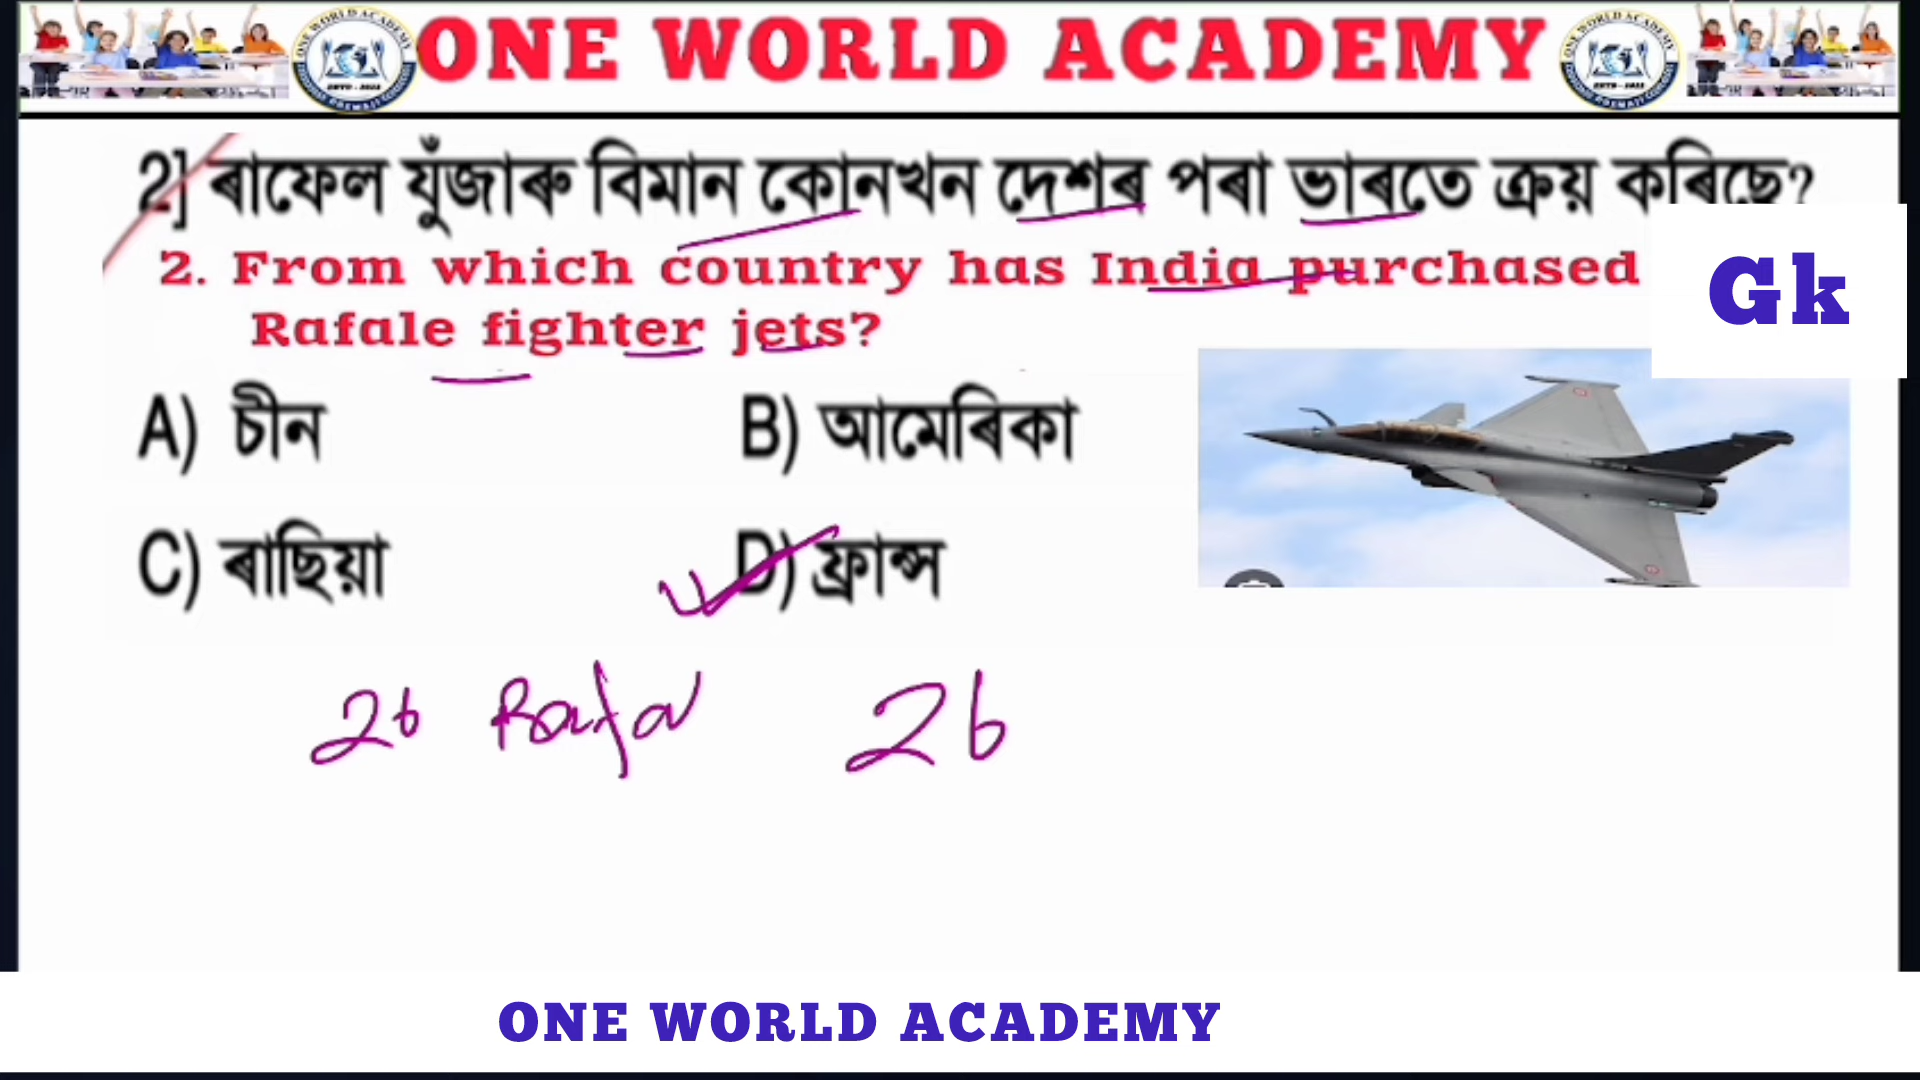 ONE WORLD ACADEMY
2] ৰাফেল যুঁজাৰু বিমান কোনখন দেশৰ পৰা ভাৰতে ক্ৰয় কৰিছে?
2. From which country has India purchased
Rafale fighter jets?
Gk
A) চীন
B) আমেৰিকা
C) ৰাছিয়া
D) ফ্ৰান্স
26 Rafal 26
ONE WORLD ACADEMY